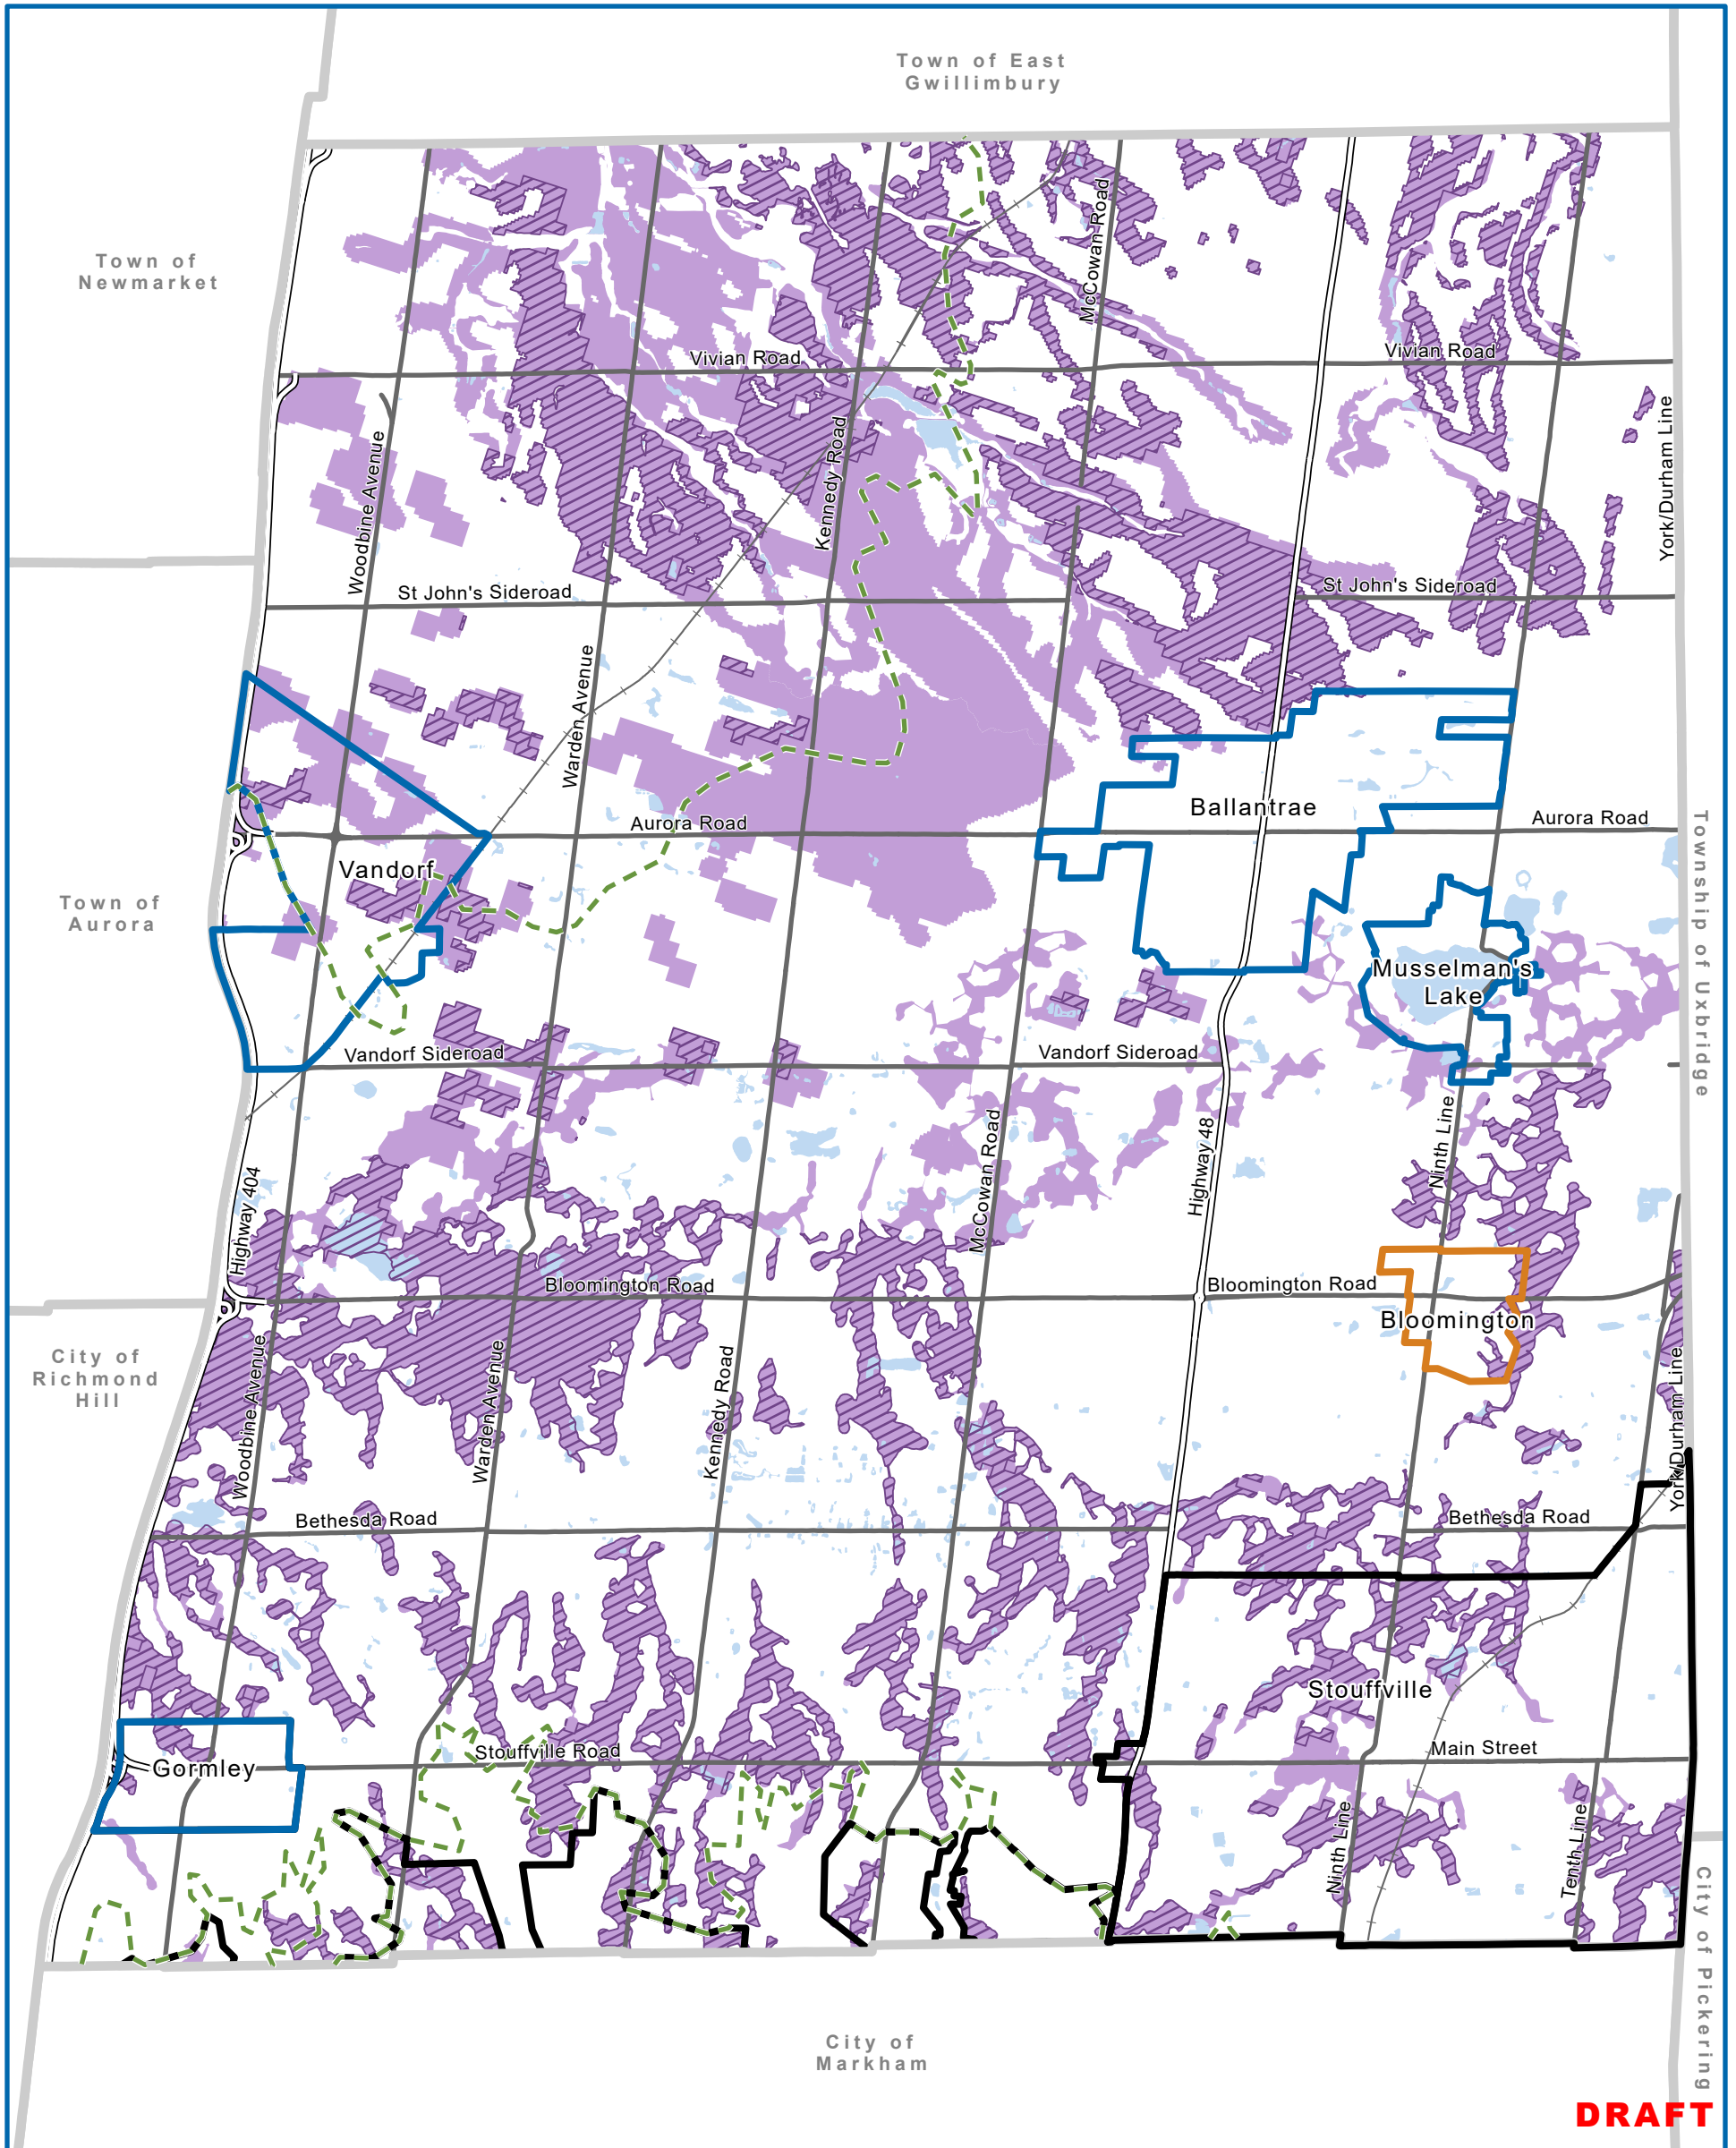 Town of East
Gwillimbury
Town of
Newmarket
McCowan Road
Vivian Road
Vivian Road
Woodbine Avenue
Kennedy Road
York/Durham Line
St John's Sideroad
St John's Sideroad
Warden Avenue
Ballantrae
Aurora Road
Aurora Road
Vandorf
Town of
Aurora
Township of Uxbridge
Musselman's
Lake
Vandorf Sideroad
Vandorf Sideroad
Highway 404
McCowan Road
Highway 48
Ninth Line
Bloomington Road
Bloomington Road
Bloomington
City of
Richmond
Hill
Woodbine Avenue
Warden Avenue
Kennedy Road
York/Durham Line
Bethesda Road
Bethesda Road
Stouffville
Stouffville Road
Main Street
Gormley
Ninth Line
Tenth Line
City of Pickering
City of
Markham
DRAFT